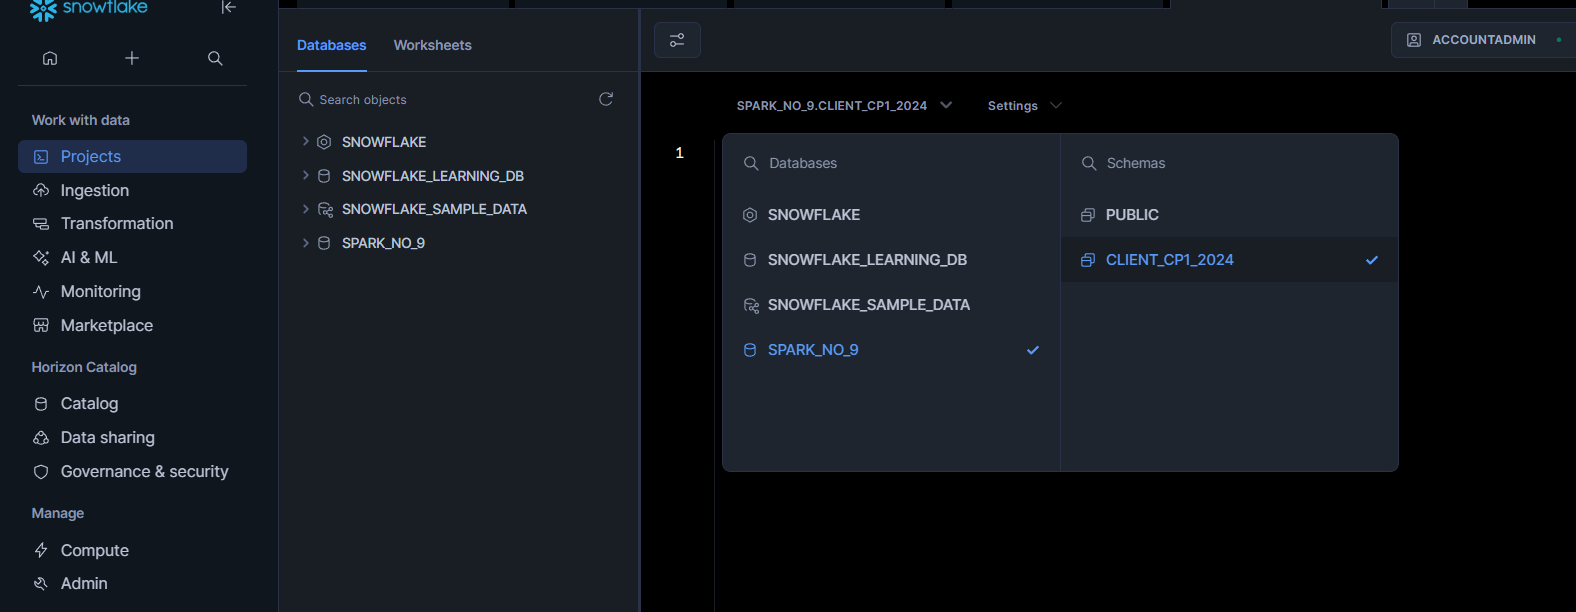 snowflake
Work with data
Projects
Ingestion
Transformation
AI & ML
Monitoring
Marketplace
Horizon Catalog
Catalog
Data sharing
Governance & security
Manage
Compute
Admin
Databases Worksheets
Search objects
SNOWFLAKE
SNOWFLAKE_LEARNING_DB
SNOWFLAKE_SAMPLE_DATA
SPARK_NO_9
ACCOUNTADMIN
SPARK_NO_9.CLIENT_CP1_2024 Settings
1
Databases
SNOWFLAKE
SNOWFLAKE_LEARNING_DB
SNOWFLAKE_SAMPLE_DATA
SPARK_NO_9
Schemas
PUBLIC
CLIENT_CP1_2024